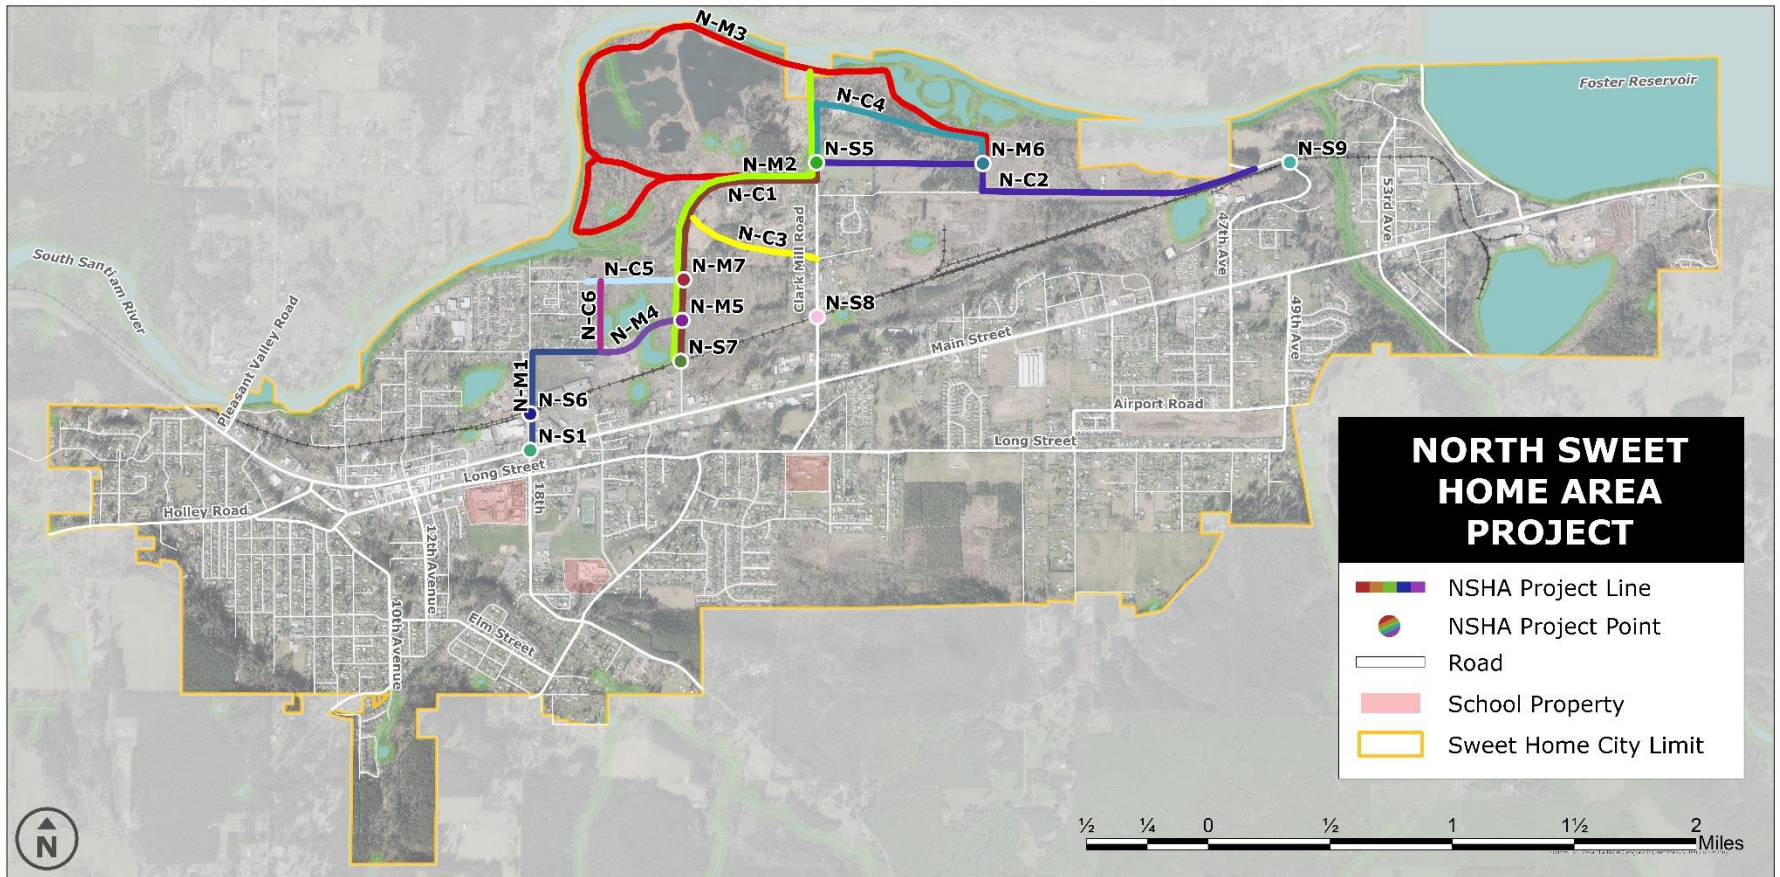 N-M3
Foster Reservoir
N-C4
N-S5
N-M6
N-S9
N-M2
N-C2
N-C1
53rd Ave
N-C3
Clark Mill Road
47th Ave
South Santiam River
N-C5
N-M7
N-C6
N-M4
N-M5
N-S8
49th Ave
Pleasant Valley Road
Main Street
N-S7
N-M1
N-S6
Airport Road
N-S1
Long Street
Long Street
18th
Holley Road
12th Avenue
10th Avenue
Elm Street
NORTH SWEET
HOME AREA
PROJECT
NSHA Project Line
NSHA Project Point
Road
School Property
Sweet Home City Limit
N
½ ¼ 0 ½ 1 1½ 2
Miles